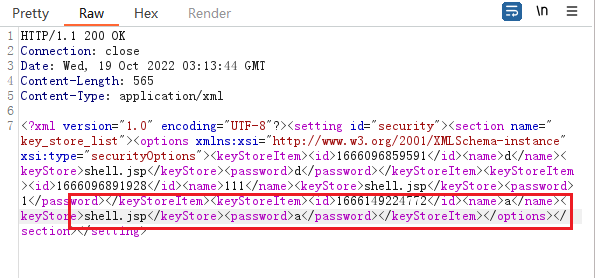 Pretty Raw Hex Render
\n
1 HTTP/1.1 200 OK
2 Connection: close
3 Date: Wed, 19 Oct 2022 03:13:44 GMT
4 Content-Length: 565
5 Content-Type: application/xml
6
7 <?xml version="1.0" encoding="UTF-8"?><setting id="security"><section name="
key_store_list"><options xmlns:xsi="http://www.w3.org/2001/XMLSchema-instance"
xsi:type="securityOptions"><keyStoreItem><id>1666096859591</id><name>d</name><
keyStore>shell.jsp</keyStore><password>d</password></keyStoreItem><keyStoreItem
><id>1666096891928</id><name>111</name><keyStore>shell.jsp</keyStore><password>
1</password></keyStoreItem><keyStoreItem><id>1666149224772</id><name>a</name><
keyStore>shell.jsp</keyStore><password>a</password></keyStoreItem></options></
section></setting>